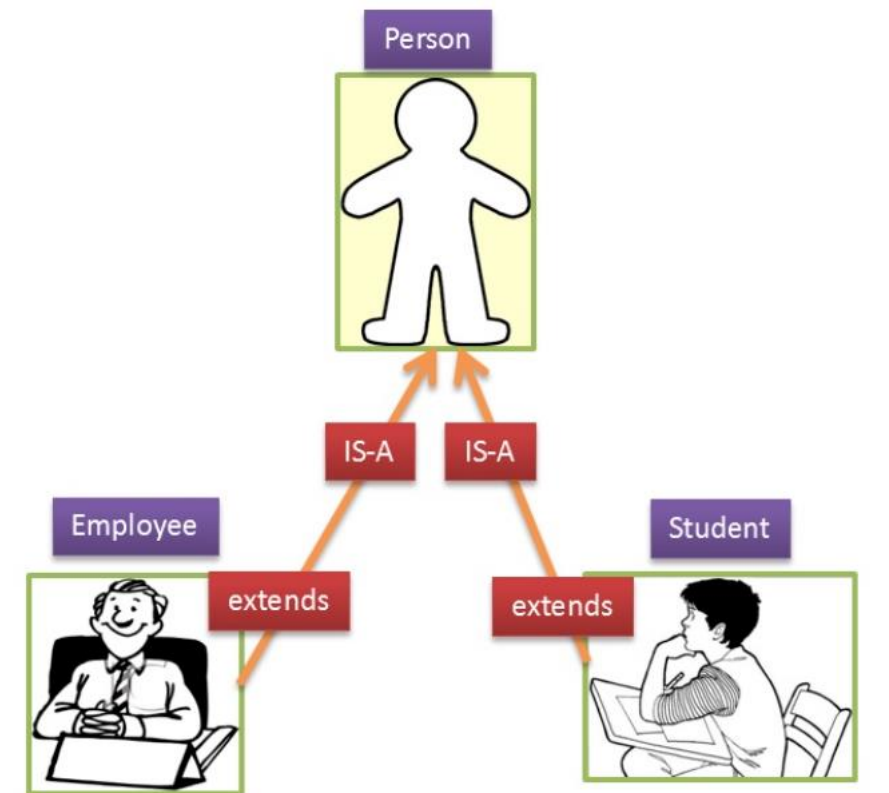 Person
IS-A
IS-A
Employee
Student
extends
extends